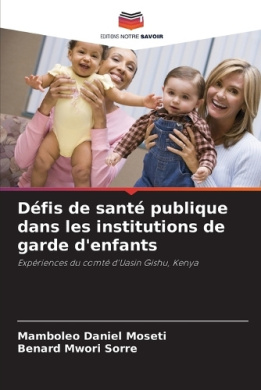 EDITIONS NOTRE SAVOIR
Défis de santé publique
dans les institutions de
garde d'enfants
Expériences du comté d'Uasin Gishu, Kenya
Mamboleo Daniel Moseti
Benard Mwori Sorre